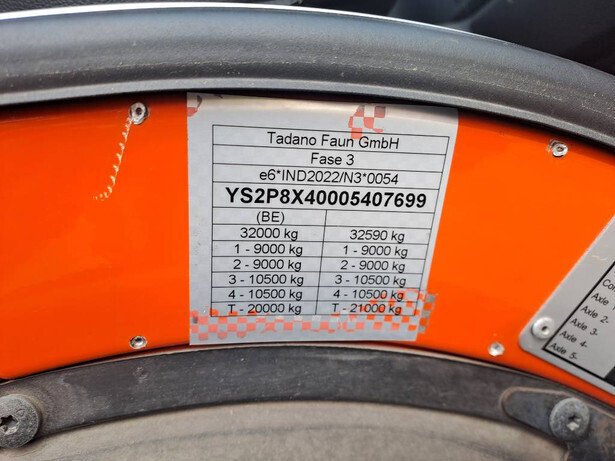 Tadano Faun GmbH
Fase 3
e6*IND2022/N3*0054
YS2P8X40005407699
(BE)
32000 kg 32590 kg
1 - 9000 kg 1 - 9000 kg
2 - 9000 kg 2 - 9000 kg
3 - 10500 kg 3 - 10500 kg
4 - 10500 kg 4 - 10500 kg
T - 20000 kg T - 21000 kg
Axle
Axle 2-
Axle 3-
Axle 4-
Axle 5-